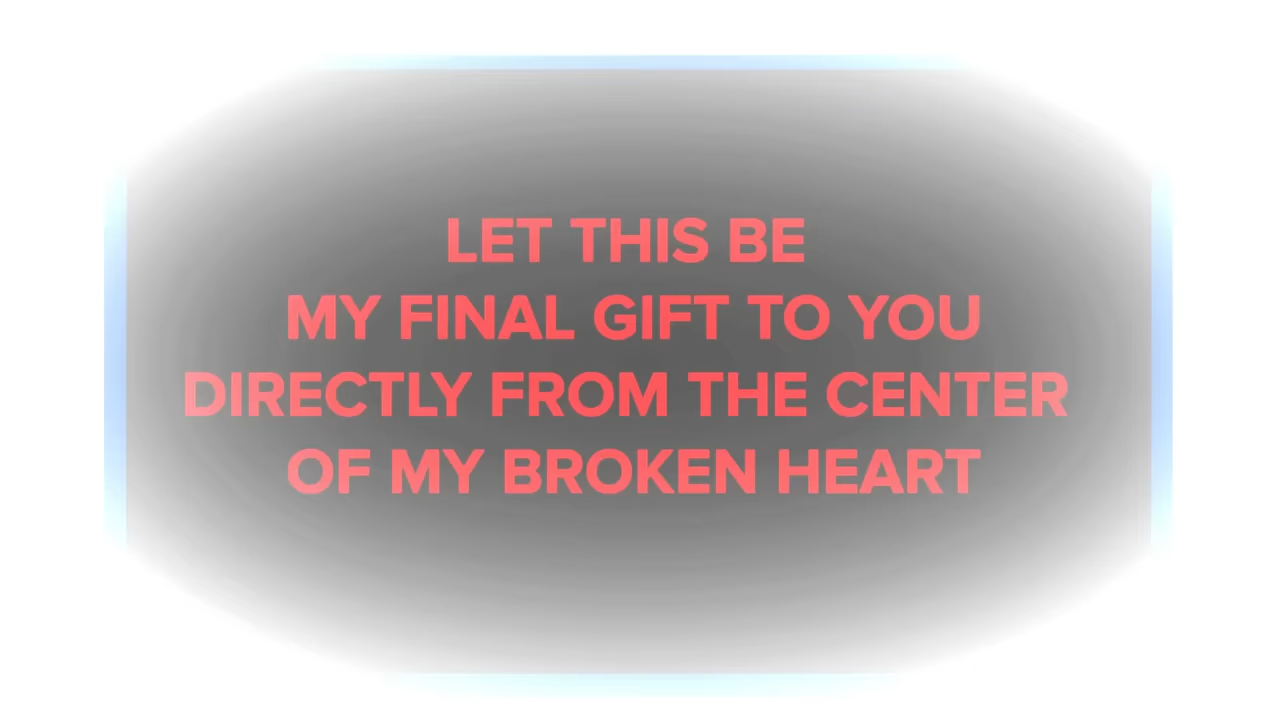 LET THIS BE
MY FINAL GIFT TO YOU
DIRECTLY FROM THE CENTER
OF MY BROKEN HEART